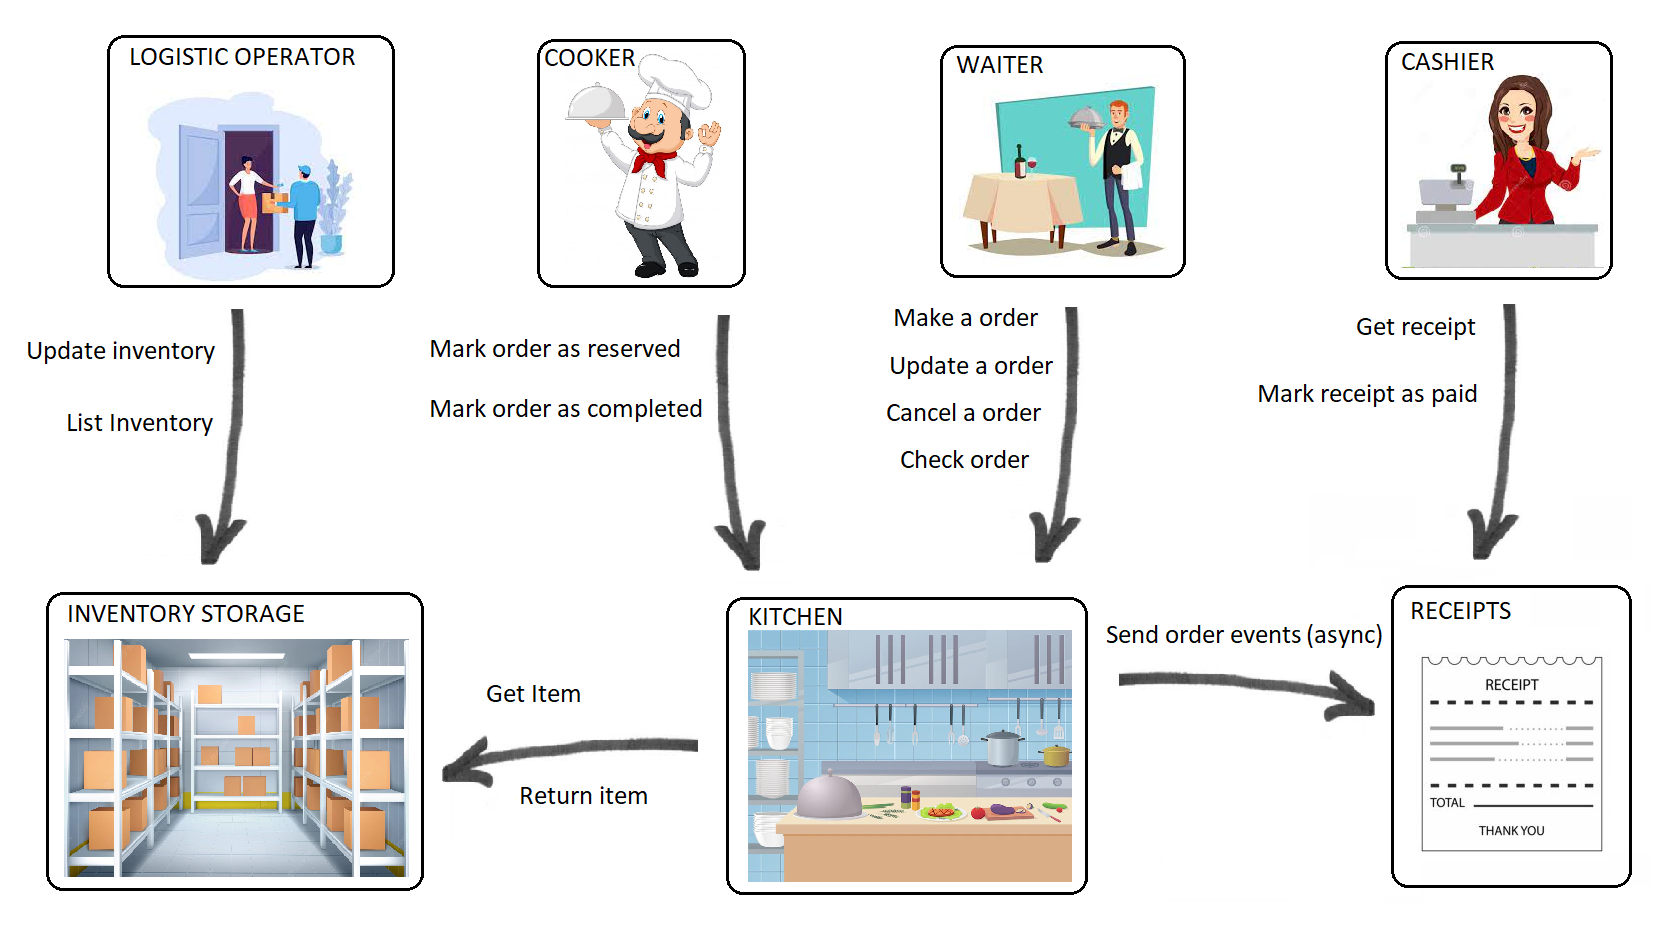 LOGISTIC OPERATOR
COOKER
WAITER
CASHIER
Update inventory
List Inventory
Mark order as reserved
Mark order as completed
Make a order
Update a order
Cancel a order
Check order
Get receipt
Mark receipt as paid
INVENTORY STORAGE
Get Item
Return item
KITCHEN
Send order events (async)
RECEIPTS
RECEIPT
TOTAL
THANK YOU